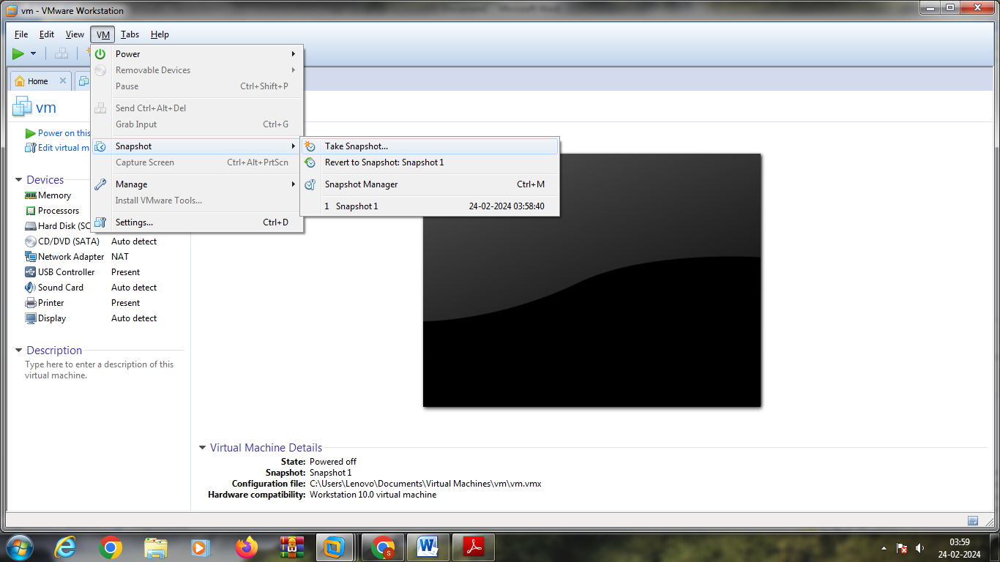 vm - VMware Workstation
File Edit View VM Tabs Help
Power
Removable Devices
Pause Ctrl+Shift+P
Send Ctrl+Alt+Del
Grab Input Ctrl+G
Snapshot
Capture Screen Ctrl+Alt+PrtScn
Manage
Install VMware Tools...
Settings... Ctrl+D
Take Snapshot...
Revert to Snapshot: Snapshot 1
Snapshot Manager Ctrl+M
1 Snapshot 1 24-02-2024 03:58:40
Home
vm
Power on this
Edit virtual m
Devices
Memory
Processors
Hard Disk (SC
CD/DVD (SATA) Auto detect
Network Adapter NAT
USB Controller Present
Sound Card Auto detect
Printer Present
Display Auto detect
Description
Type here to enter a description of this
virtual machine.
Virtual Machine Details
State: Powered off
Snapshot: Snapshot 1
Configuration file: C:\Users\Lenovo\Documents\Virtual Machines\vm\vm.vmx
Hardware compatibility: Workstation 10.0 virtual machine
S
W
03:59
24-02-2024